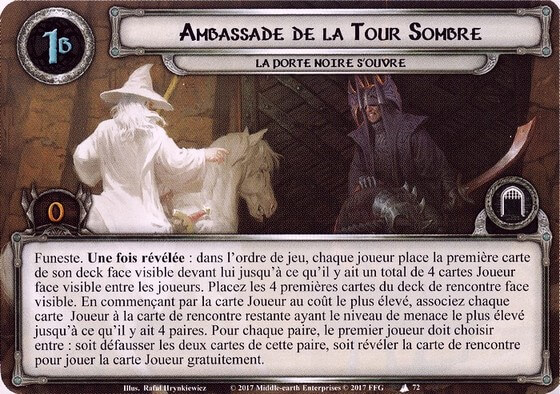 1B
AMBASSADE DE LA TOUR SOMBRE
LA PORTE NOIRE S'OUVRE
0
Funeste. Une fois révélée : dans l'ordre de jeu, chaque joueur place la première carte
de son deck face visible devant lui jusqu'à ce qu'il y ait un total de 4 cartes Joueur
face visible entre les joueurs. Placez les 4 premières cartes du deck de rencontre face
visible. En commençant par la carte Joueur au coût le plus élevé, associez chaque
carte Joueur à la carte de rencontre restante ayant le niveau de menace le plus élevé
jusqu'à ce qu'il y ait 4 paires. Pour chaque paire, le premier joueur doit choisir
entre : soit défausser les deux cartes de cette paire, soit révéler la carte de rencontre
pour jouer la carte Joueur gratuitement.
Illus. Rafał Hrynkiewicz © 2017 Middle-earth Enterprises © 2017 FFG 72